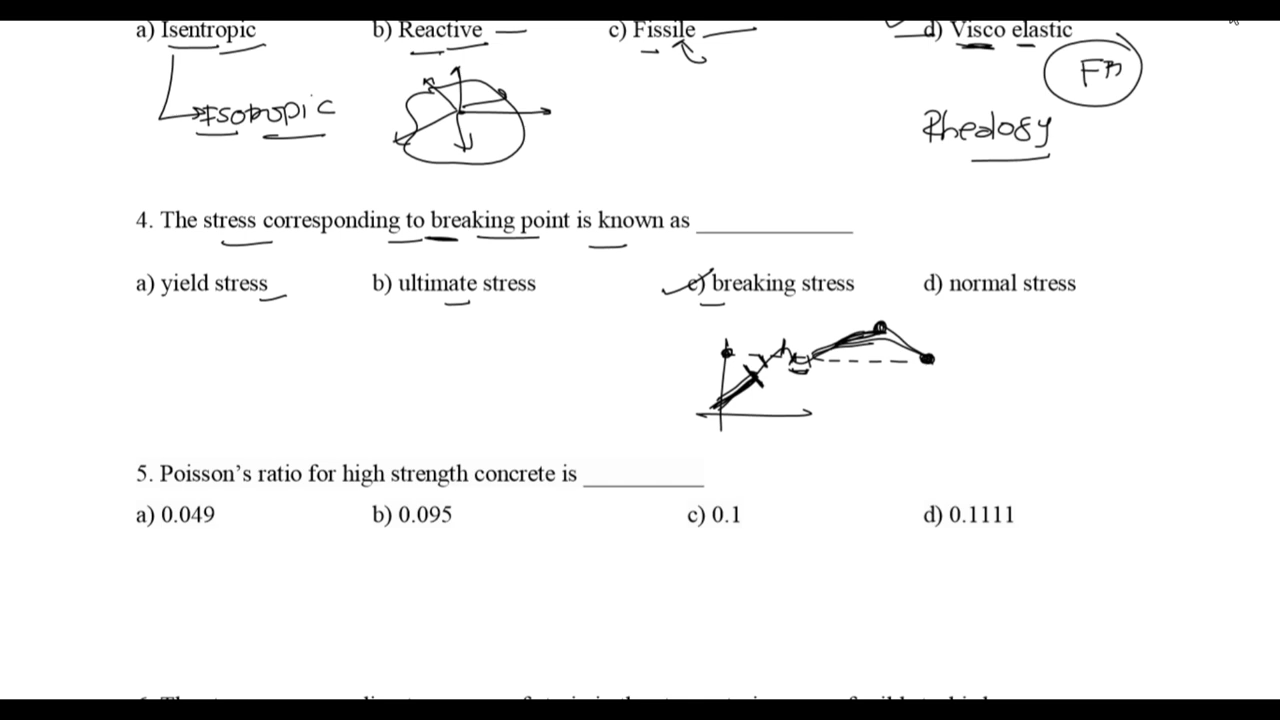 a) Isentropic b) Reactive c) Fissile d) Visco elastic
Isotropic
Rhealogy
4. The stress corresponding to breaking point is known as ______________
a) yield stress b) ultimate stress c) breaking stress d) normal stress
5. Poisson’s ratio for high strength concrete is ___________
a) 0.049 b) 0.095 c) 0.1 d) 0.1111